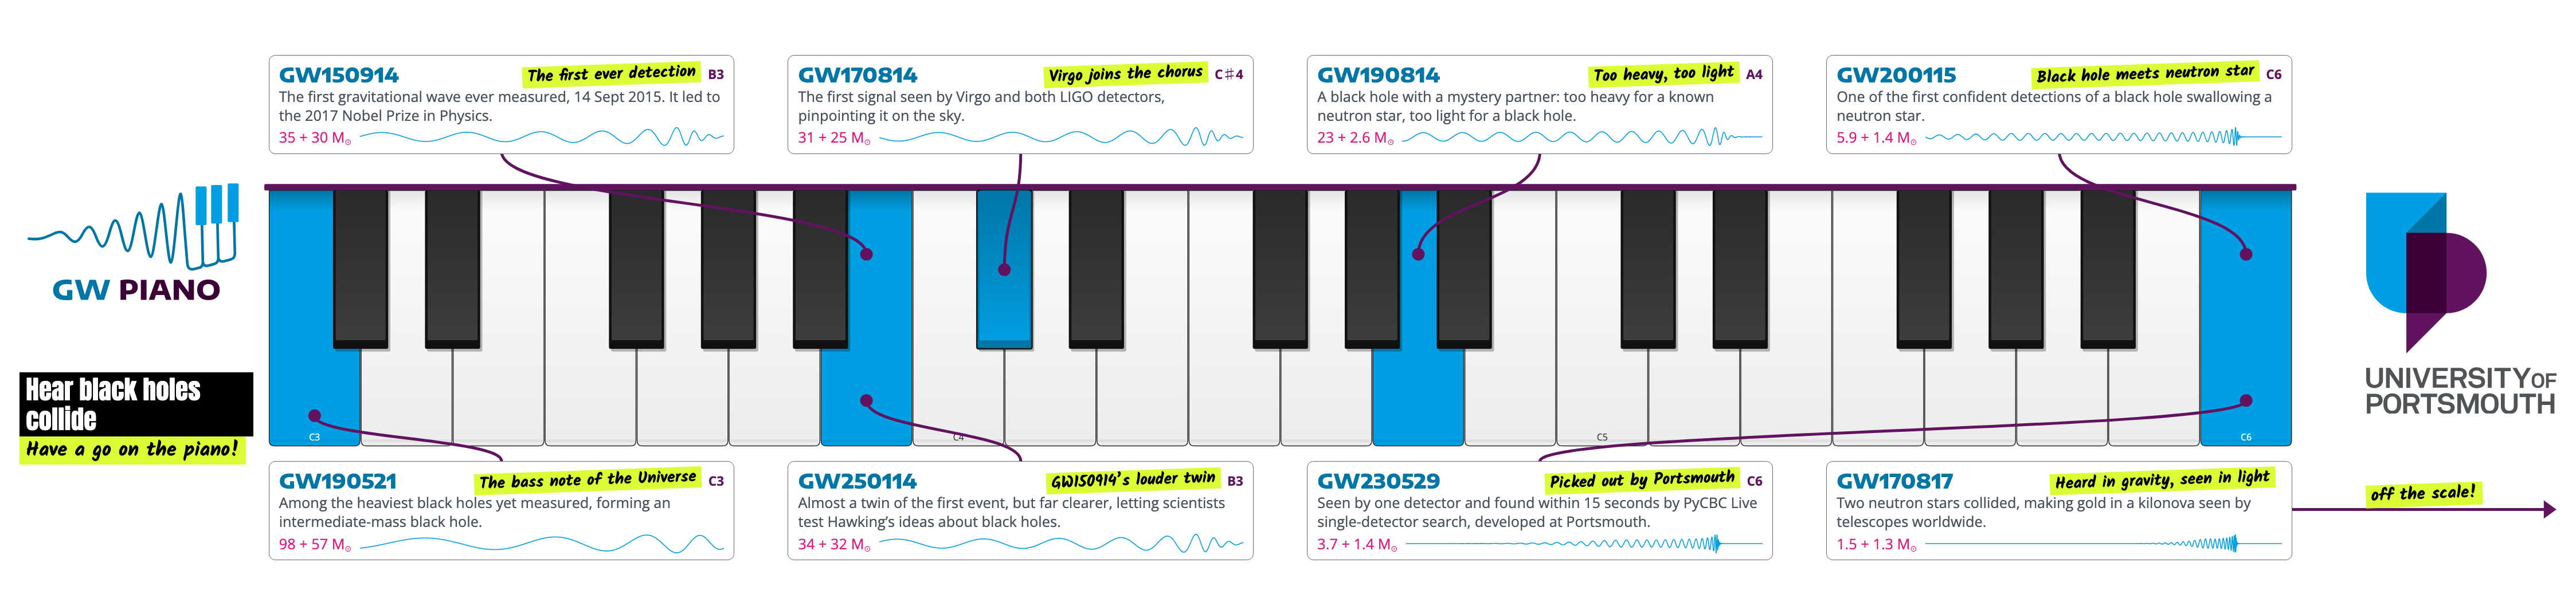 GW150914 The first ever detection B3
The first gravitational wave ever measured, 14 Sept 2015. It led to
the 2017 Nobel Prize in Physics.
35 + 30 M☉
GW170814 Virgo joins the chorus C♯4
The first signal seen by Virgo and both LIGO detectors,
pinpointing it on the sky.
31 + 25 M☉
GW190814 Too heavy, too light A4
A black hole with a mystery partner: too heavy for a known
neutron star, too light for a black hole.
23 + 2.6 M☉
GW200115 Black hole meets neutron star C6
One of the first confident detections of a black hole swallowing a
neutron star.
5.9 + 1.4 M☉
GW PIANO
Hear black holes
collide
Have a go on the piano!
C3
C4
C5
C6
UNIVERSITY OF
PORTSMOUTH
GW190521 The bass note of the Universe C3
Among the heaviest black holes yet measured, forming an
intermediate-mass black hole.
98 + 57 M☉
GW250114 GW150914's louder twin B3
Almost a twin of the first event, but far clearer, letting scientists
test Hawking's ideas about black holes.
34 + 32 M☉
GW230529 Picked out by Portsmouth C6
Seen by one detector and found within 15 seconds by PyCBC Live
single-detector search, developed at Portsmouth.
3.7 + 1.4 M☉
GW170817 Heard in gravity, seen in light
Two neutron stars collided, making gold in a kilonova seen by
telescopes worldwide.
1.5 + 1.3 M☉
off the scale!